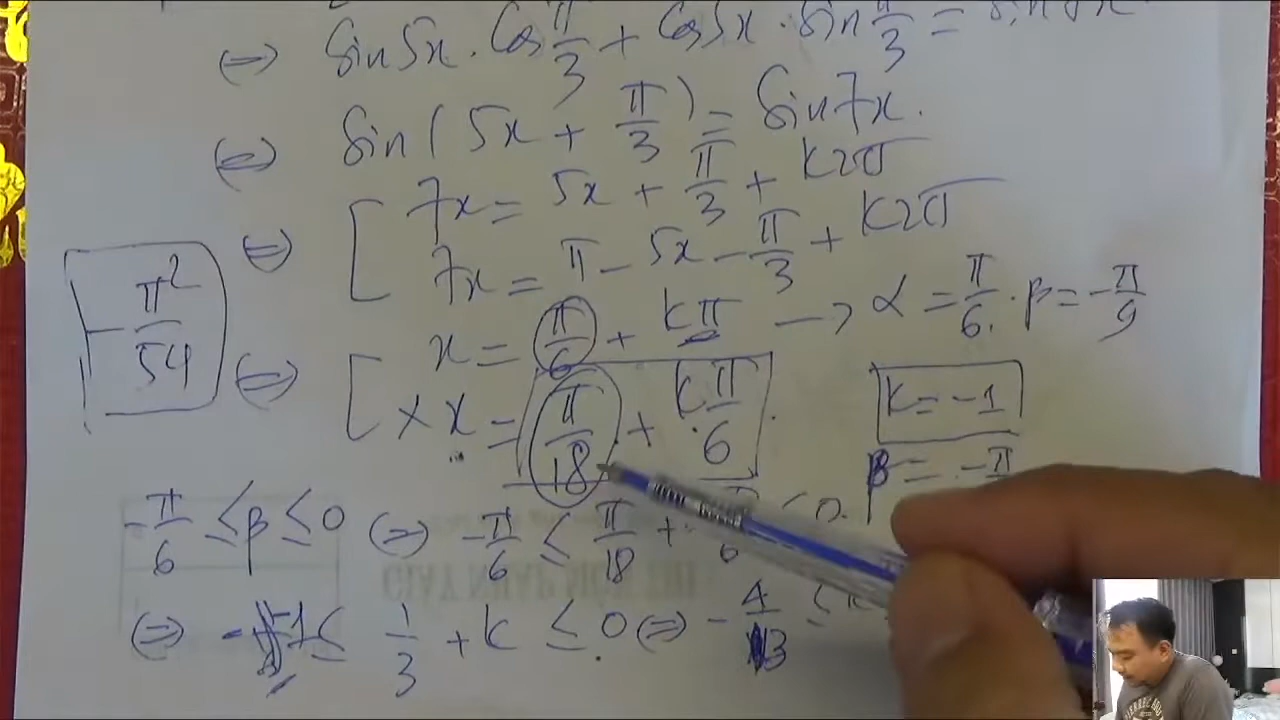 ⇔ Sin5x . Cos π/3 + Cos5x . Sin π/3 =
⇔ Sin(5x + π/3) = Sin7x.
⇔ [ 7x = 5x + π/3 + k2π
7x = π - 5x - π/3 + k2π
-π²/54
⇔ [ x = π/6 + kπ → α = π/6 . β = -π/9
x x = π/18 + kπ/6 .
k = -1
β = -π
-π/6 ≤ β ≤ 0 ⇔ -π/6 ≤ π/18 + 6 ≤ 0.
⇔ -1 ≤ 1/3 + k ≤ 0 ⇔ -4/3 ≤